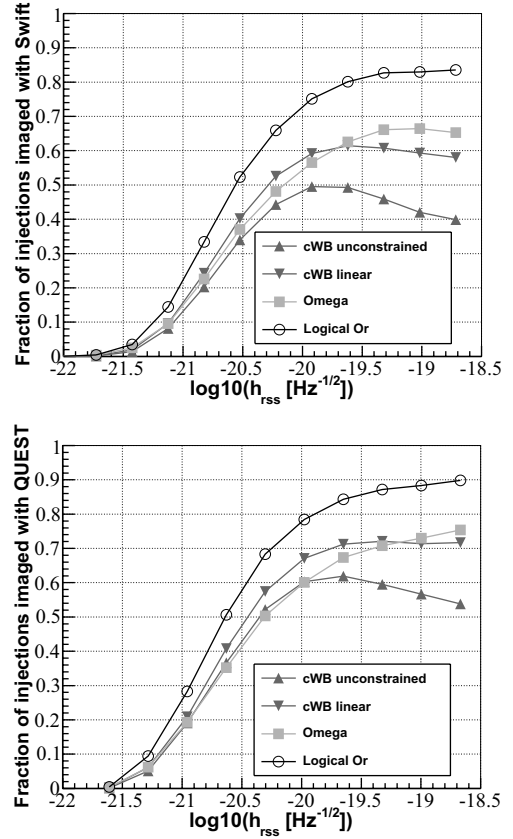 Fraction of injections imaged with Swift
1
0.9
0.8
0.7
0.6
0.5
0.4
0.3
0.2
0.1
0
cWB unconstrained
cWB linear
Omega
Logical Or
-22 -21.5 -21 -20.5 -20 -19.5 -19 -18.5
log10(h_rss [Hz^-1/2])
Fraction of injections imaged with QUEST
1
0.9
0.8
0.7
0.6
0.5
0.4
0.3
0.2
0.1
0
cWB unconstrained
cWB linear
Omega
Logical Or
-22 -21.5 -21 -20.5 -20 -19.5 -19 -18.5
log10(h_rss [Hz^-1/2])